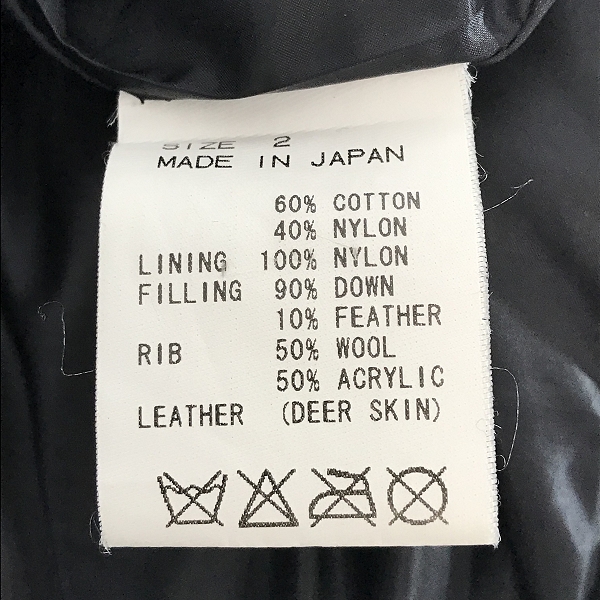 SIZE 2
MADE IN JAPAN
60% COTTON
40% NYLON
LINING 100% NYLON
FILLING 90% DOWN
10% FEATHER
RIB 50% WOOL
50% ACRYLIC
LEATHER (DEER SKIN)